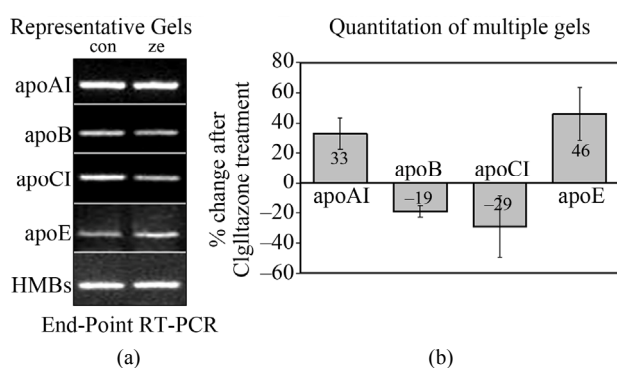 Representative Gels
con ze
apoAI
apoB
apoCI
apoE
HMBs
End-Point RT-PCR
(a)
Quantitation of multiple gels
% change after
Clglltazone treatment
80
60
40
20
0
–20
–40
–60
33
apoAI
apoB
–19
apoCI
–29
46
apoE
(b)